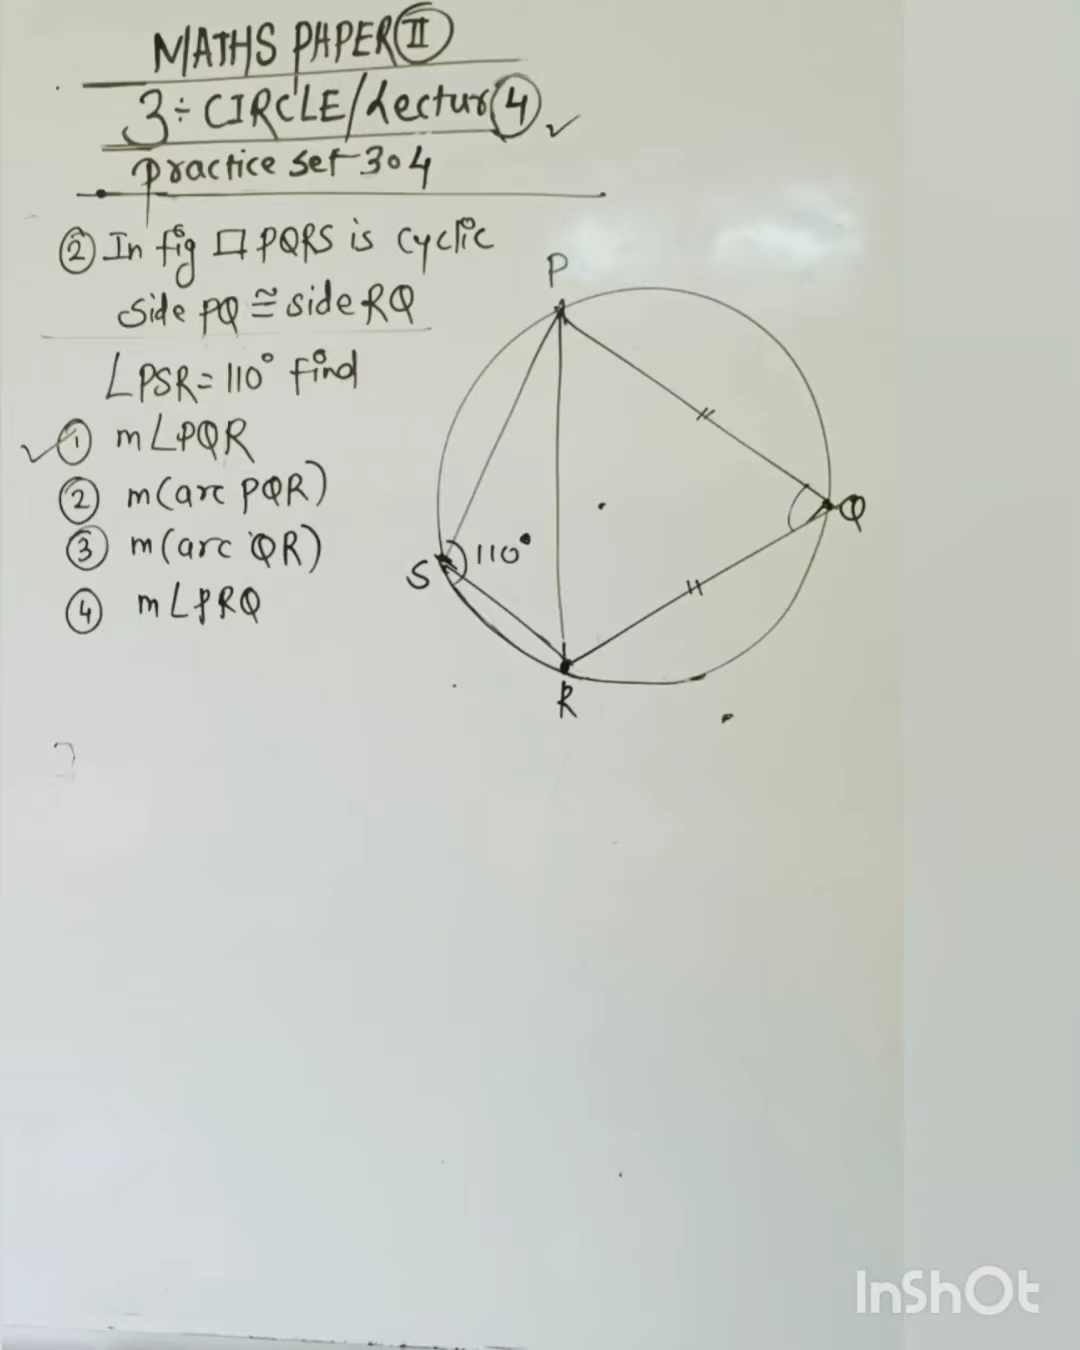 MATHS PAPER II
3÷ CIRCLE/Lectur 4
practice set 3.4
② In fig □ PQRS is cyclic
side PQ ≅ side RQ
∠PSR= 110° find
① m∠PQR
② m(arc PQR)
③ m(arc QR)
④ m∠PRQ
P
Q
S
110°
R
InShOt